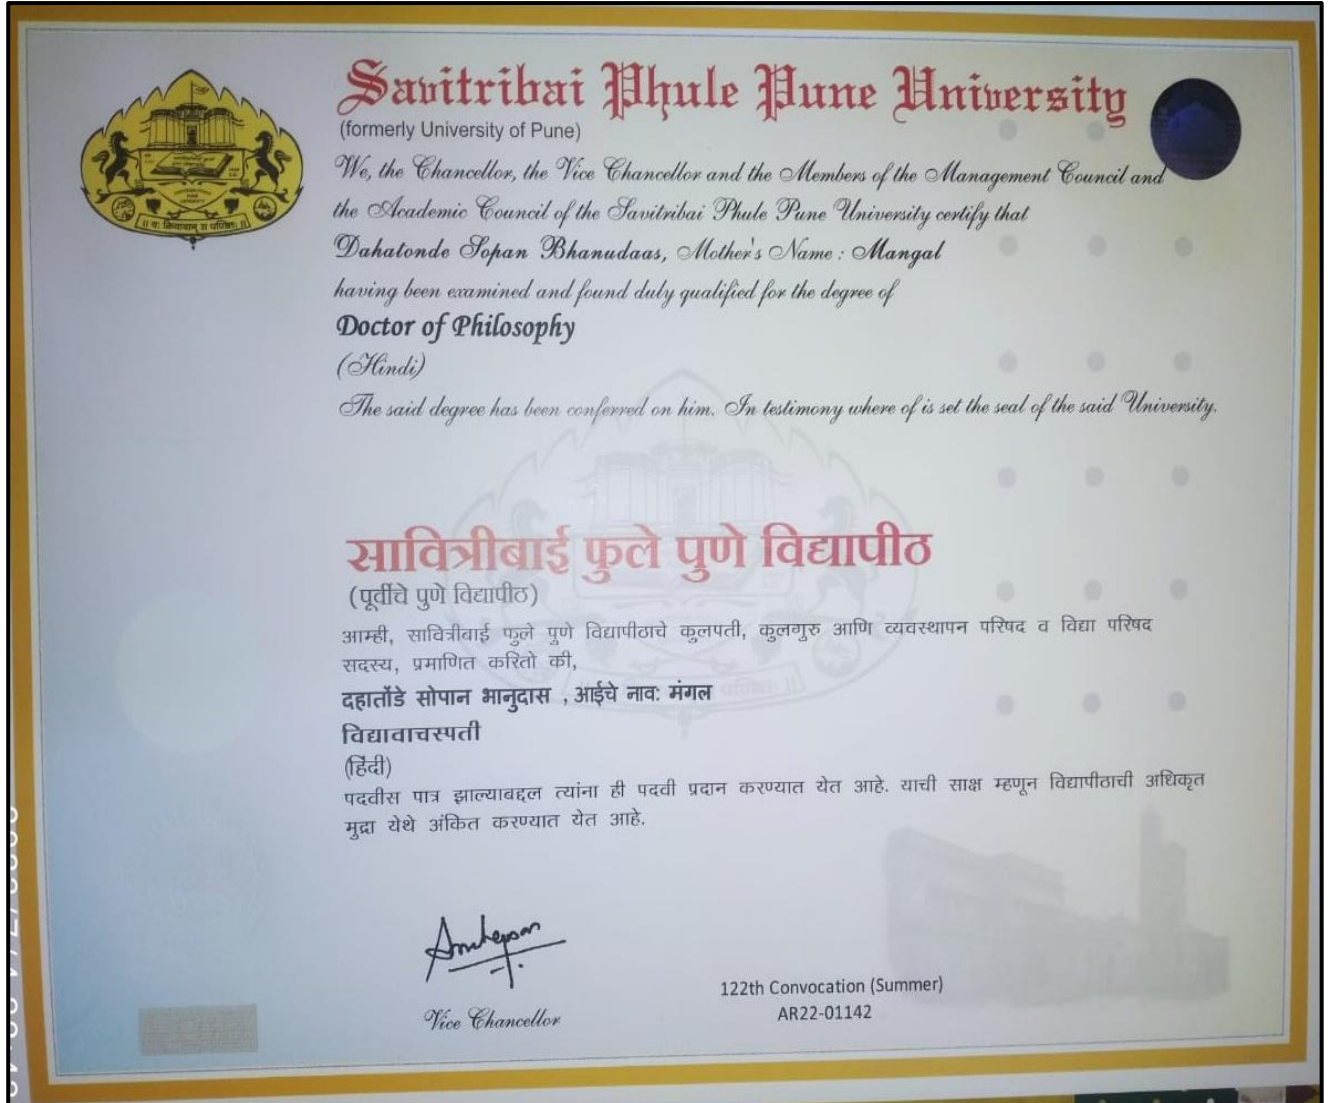 Savitribai Phule Pune University
(formerly University of Pune)
We, the Chancellor, the Vice Chancellor and the Members of the Management Council and
the Academic Council of the Savitribai Phule Pune University certify that
Dahatonde Sopan Bhanudaas, Mother's Name : Mangal
having been examined and found duly qualified for the degree of
Doctor of Philosophy
(Hindi)
The said degree has been conferred on him. In testimony where of is set the seal of the said University.
सावित्रीबाई फुले पुणे विद्यापीठ
(पूर्वीचे पुणे विद्यापीठ)
आम्ही, सावित्रीबाई फुले पुणे विद्यापीठाचे कुलपती, कुलगुरु आणि व्यवस्थापन परिषद व विद्या परिषद
सदस्य, प्रमाणित करितो की,
दहातोंडे सोपान भानुदास , आईचे नाव: मंगल
विद्यावाचस्पती
(हिंदी)
पदवीस पात्र झाल्याबद्दल त्यांना ही पदवी प्रदान करण्यात येत आहे. याची साक्ष म्हणून विद्यापीठाची अधिकृत
मुद्रा येथे अंकित करण्यात येत आहे.
Vice Chancellor
122th Convocation (Summer)
AR22-01142